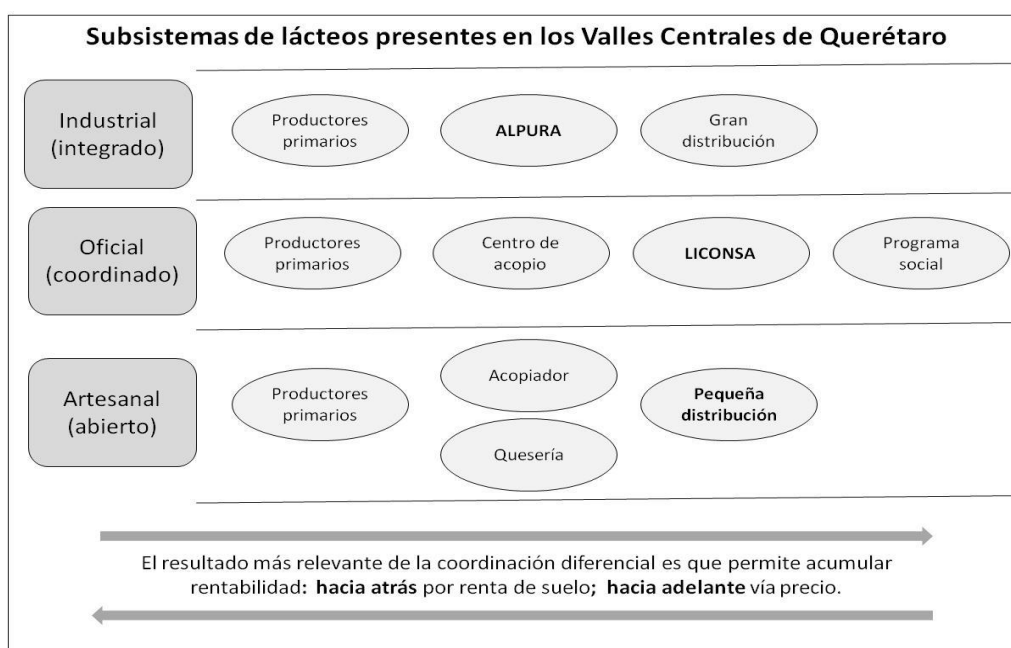 Subsistemas de lácteos presentes en los Valles Centrales de Querétaro
Industrial
(integrado)
Productores
primarios
ALPURA
Gran
distribución
Oficial
(coordinado)
Productores
primarios
Centro de
acopio
LICONSA
Programa
social
Artesanal
(abierto)
Productores
primarios
Acopiador
Quesería
Pequeña
distribución
El resultado más relevante de la coordinación diferencial es que permite acumular
rentabilidad: hacia atrás por renta de suelo; hacia adelante vía precio.